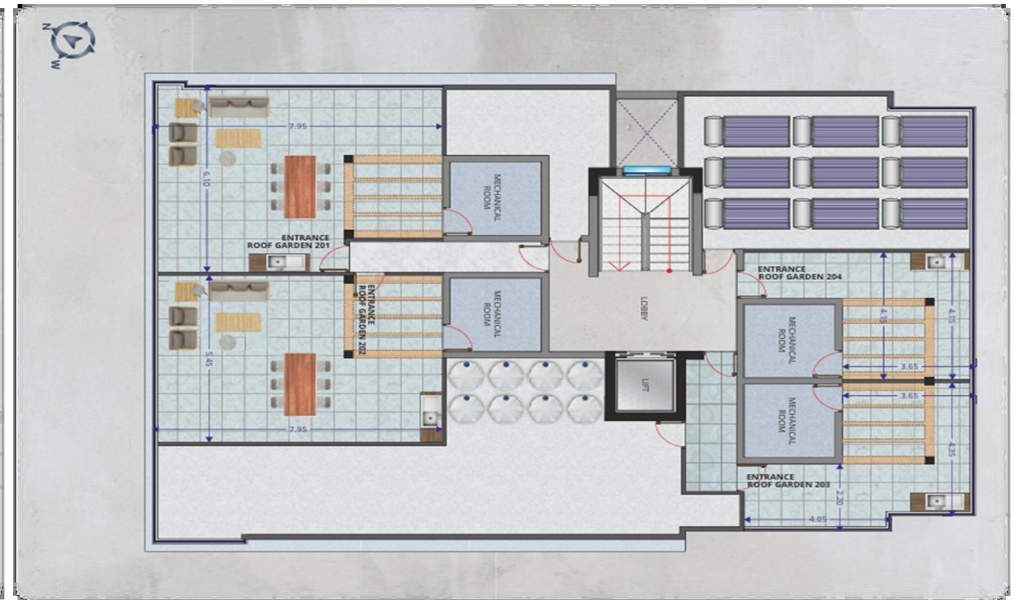 N
W
7.95
6.10
ENTRANCE
ROOF GARDEN 201
MECHANICAL
ROOM
ENTRANCE
ROOF GARDEN 202
MECHANICAL
ROOM
5.45
7.95
LOBBY
LIFT
ENTRANCE
ROOF GARDEN 204
MECHANICAL
ROOM
4.15
4.15
3.65
3.65
MECHANICAL
ROOM
4.35
ENTRANCE
ROOF GARDEN 203
2.20
4.05